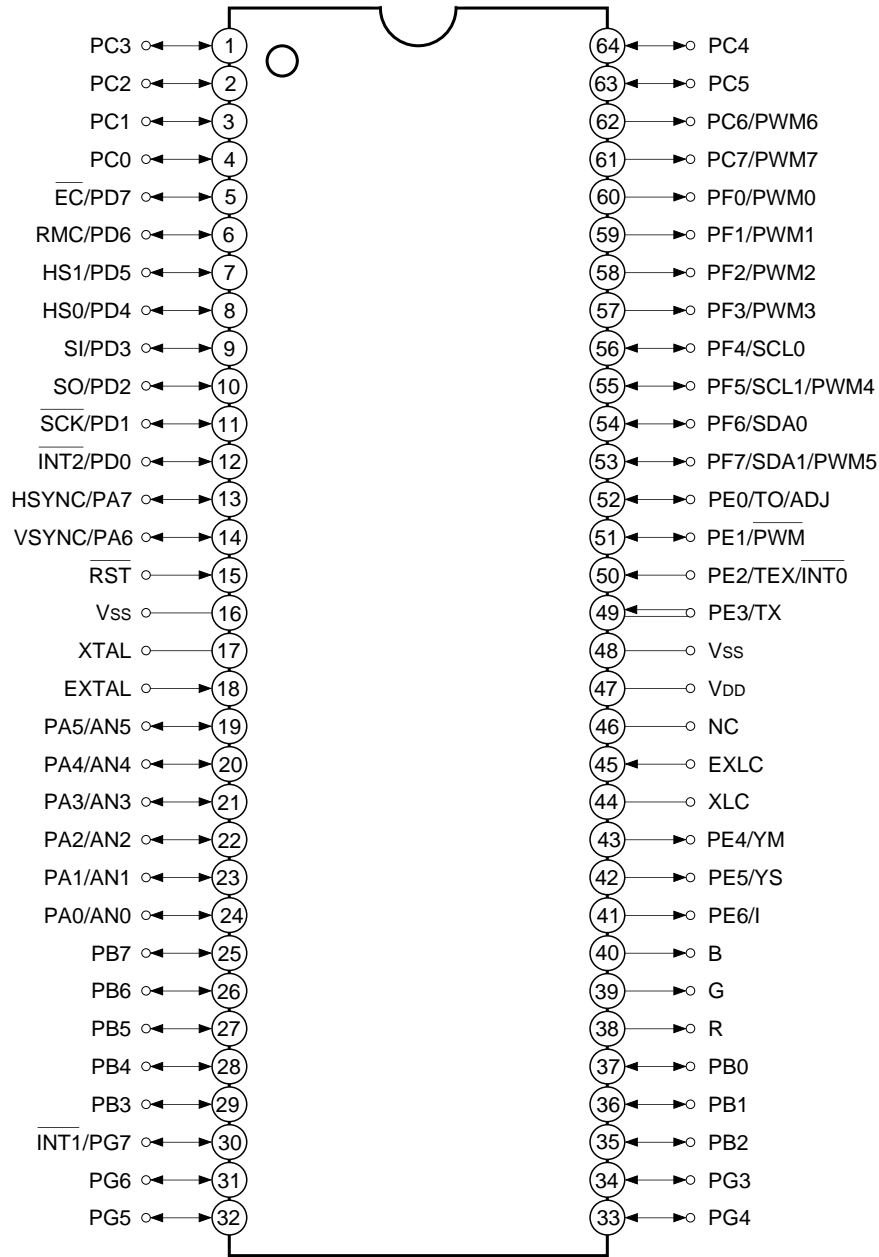 PC3 1 64 PC4
PC2 2 63 PC5
PC1 3 62 PC6/PWM6
PC0 4 61 PC7/PWM7
E̅C̅/PD7 5 60 PF0/PWM0
RMC/PD6 6 59 PF1/PWM1
HS1/PD5 7 58 PF2/PWM2
HS0/PD4 8 57 PF3/PWM3
SI/PD3 9 56 PF4/SCL0
SO/PD2 10 55 PF5/SCL1/PWM4
S̅C̅K̅/PD1 11 54 PF6/SDA0
I̅N̅T̅2̅/PD0 12 53 PF7/SDA1/PWM5
HSYNC/PA7 13 52 PE0/TO/ADJ
VSYNC/PA6 14 51 PE1/P̅W̅M̅
R̅S̅T̅ 15 50 PE2/TEX/I̅N̅T̅0̅
Vss 16 49 PE3/TX
XTAL 17 48 Vss
EXTAL 18 47 VDD
PA5/AN5 19 46 NC
PA4/AN4 20 45 EXLC
PA3/AN3 21 44 XLC
PA2/AN2 22 43 PE4/YM
PA1/AN1 23 42 PE5/YS
PA0/AN0 24 41 PE6/I
PB7 25 40 B
PB6 26 39 G
PB5 27 38 R
PB4 28 37 PB0
PB3 29 36 PB1
I̅N̅T̅1̅/PG7 30 35 PB2
PG6 31 34 PG3
PG5 32 33 PG4